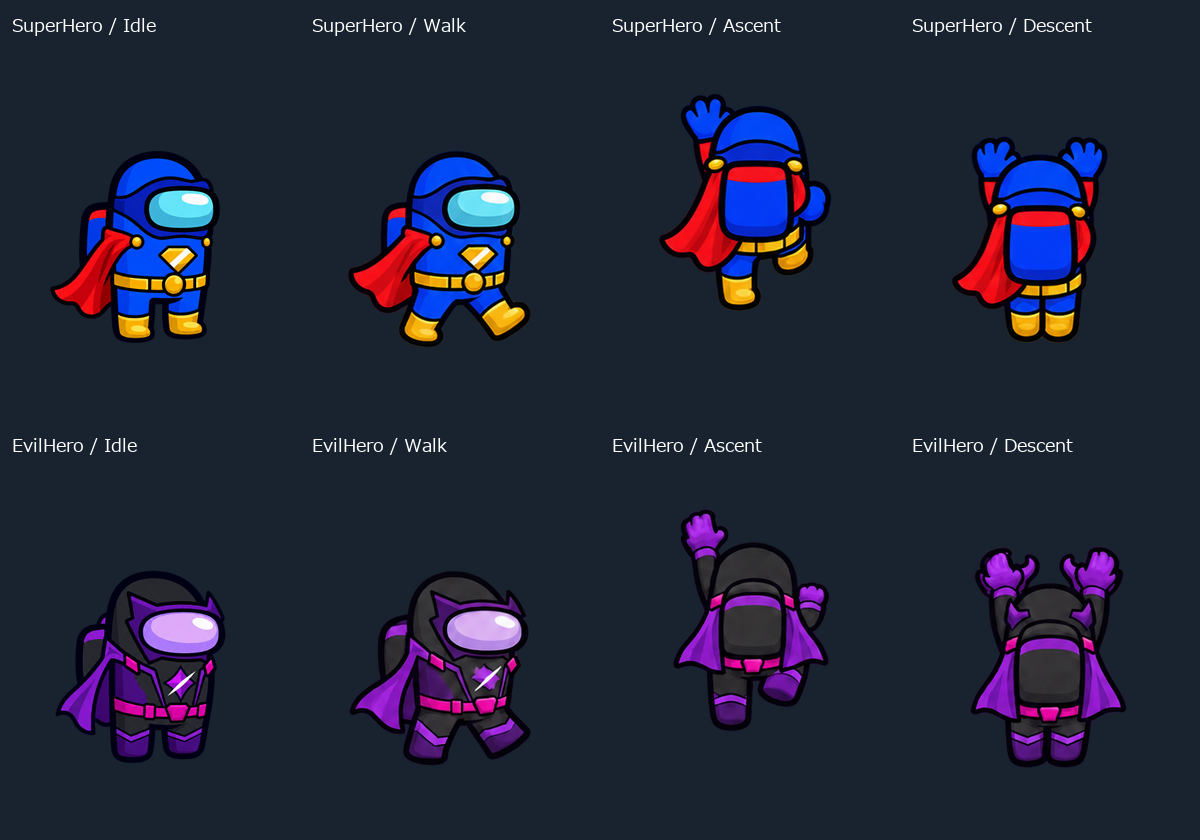 SuperHero / Idle
SuperHero / Walk
SuperHero / Ascent
SuperHero / Descent
EvilHero / Idle
EvilHero / Walk
EvilHero / Ascent
EvilHero / Descent